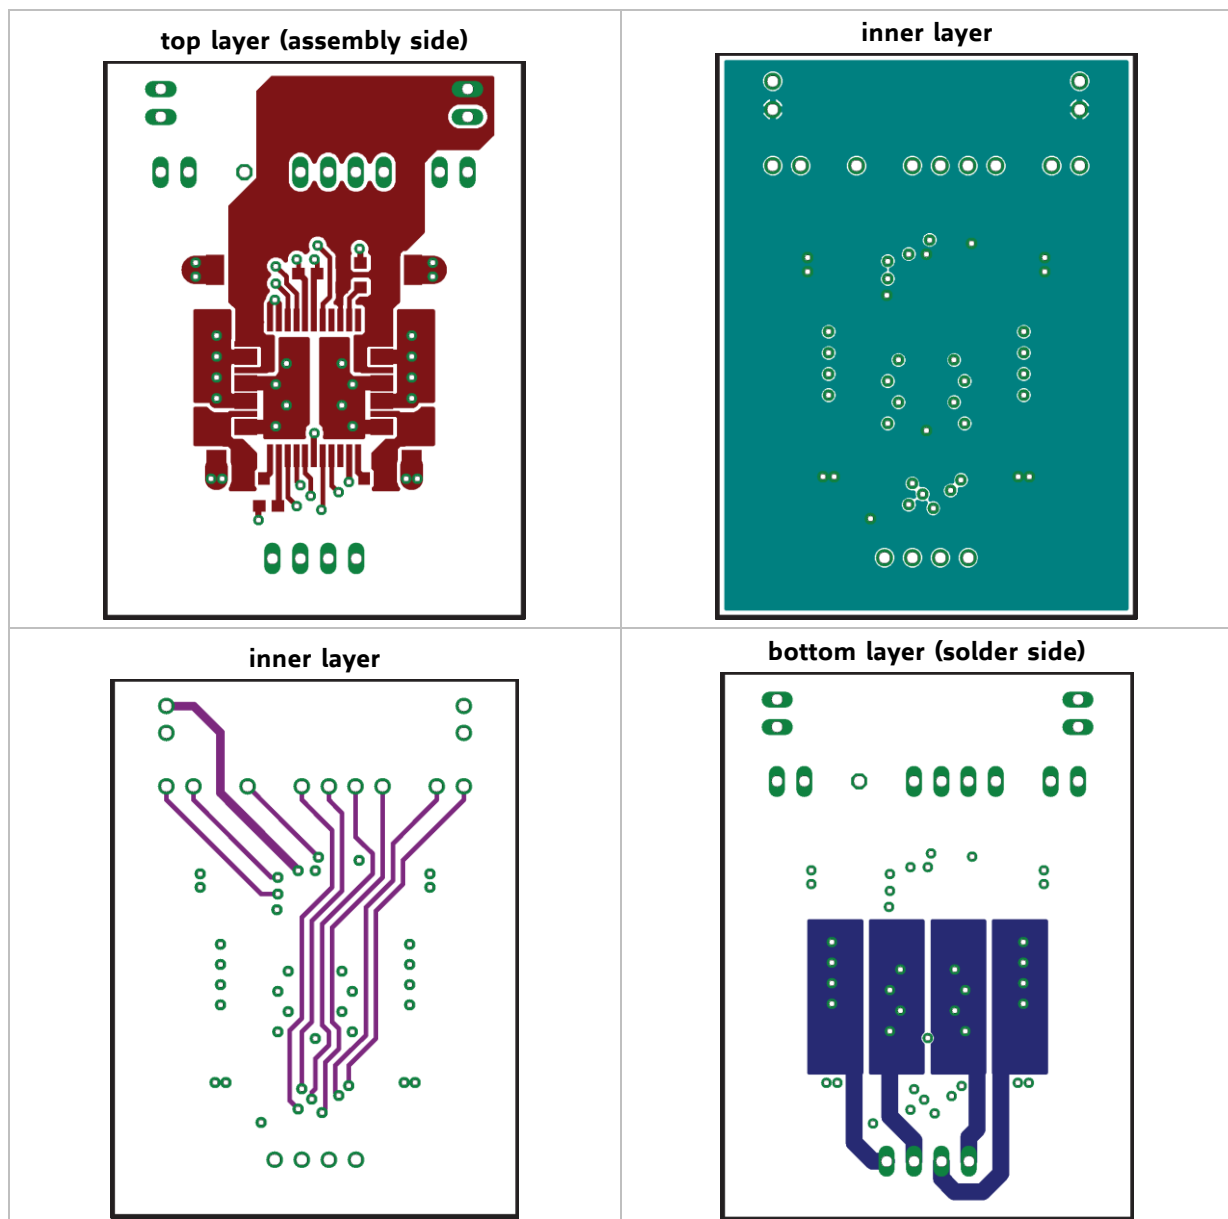 top layer (assembly side)
inner layer
inner layer
bottom layer (solder side)